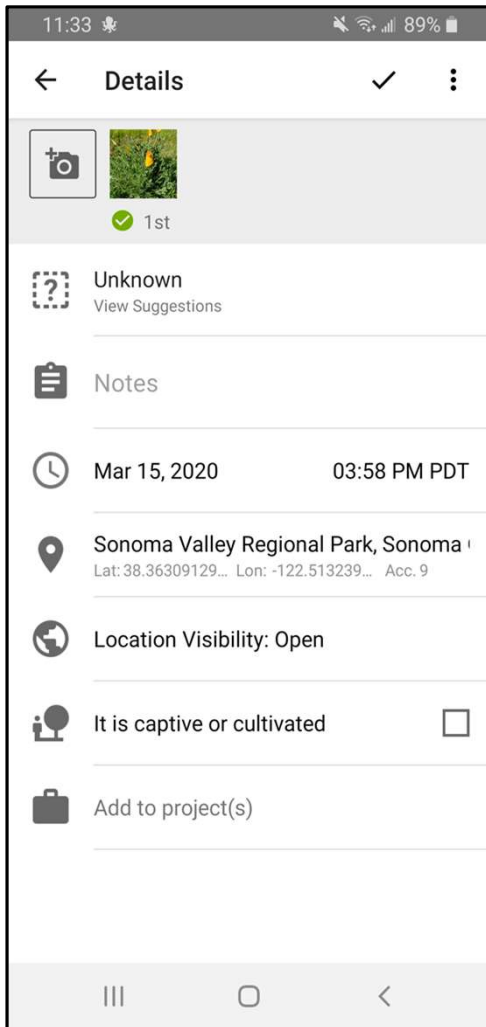 11:33 89%
Details
1st
Unknown
View Suggestions
Notes
Mar 15, 2020 03:58 PM PDT
Sonoma Valley Regional Park, Sonoma
Lat: 38.36309129... Lon: -122.513239... Acc. 9
Location Visibility: Open
It is captive or cultivated
Add to project(s)